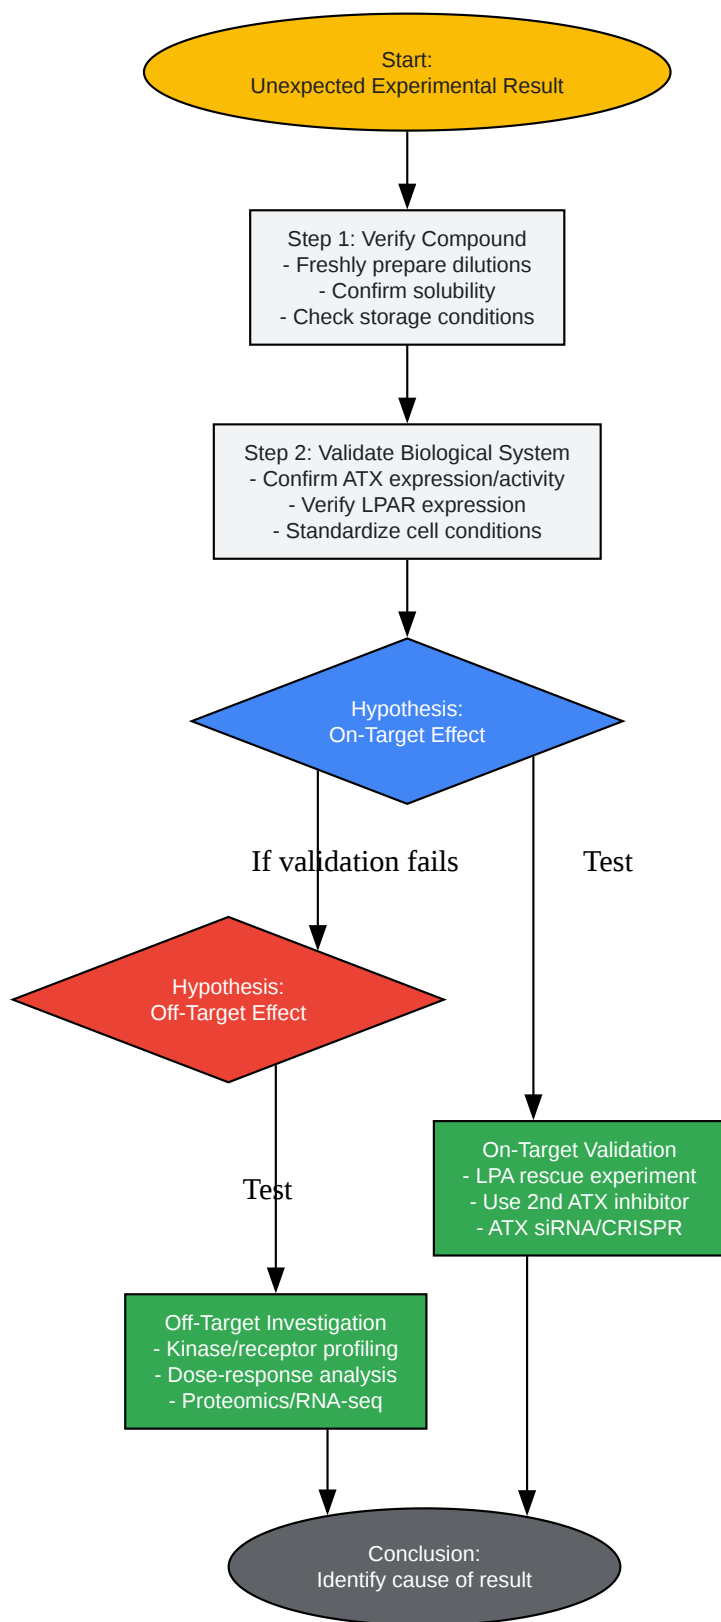 Start:
Unexpected Experimental Result
Step 1: Verify Compound
- Freshly prepare dilutions
- Confirm solubility
- Check storage conditions
Step 2: Validate Biological System
- Confirm ATX expression/activity
- Verify LPAR expression
- Standardize cell conditions
Hypothesis:
On-Target Effect
If validation fails
Test
Hypothesis:
Off-Target Effect
On-Target Validation
- LPA rescue experiment
- Use 2nd ATX inhibitor
- ATX siRNA/CRISPR
Test
Off-Target Investigation
- Kinase/receptor profiling
- Dose-response analysis
- Proteomics/RNA-seq
Conclusion:
Identify cause of result